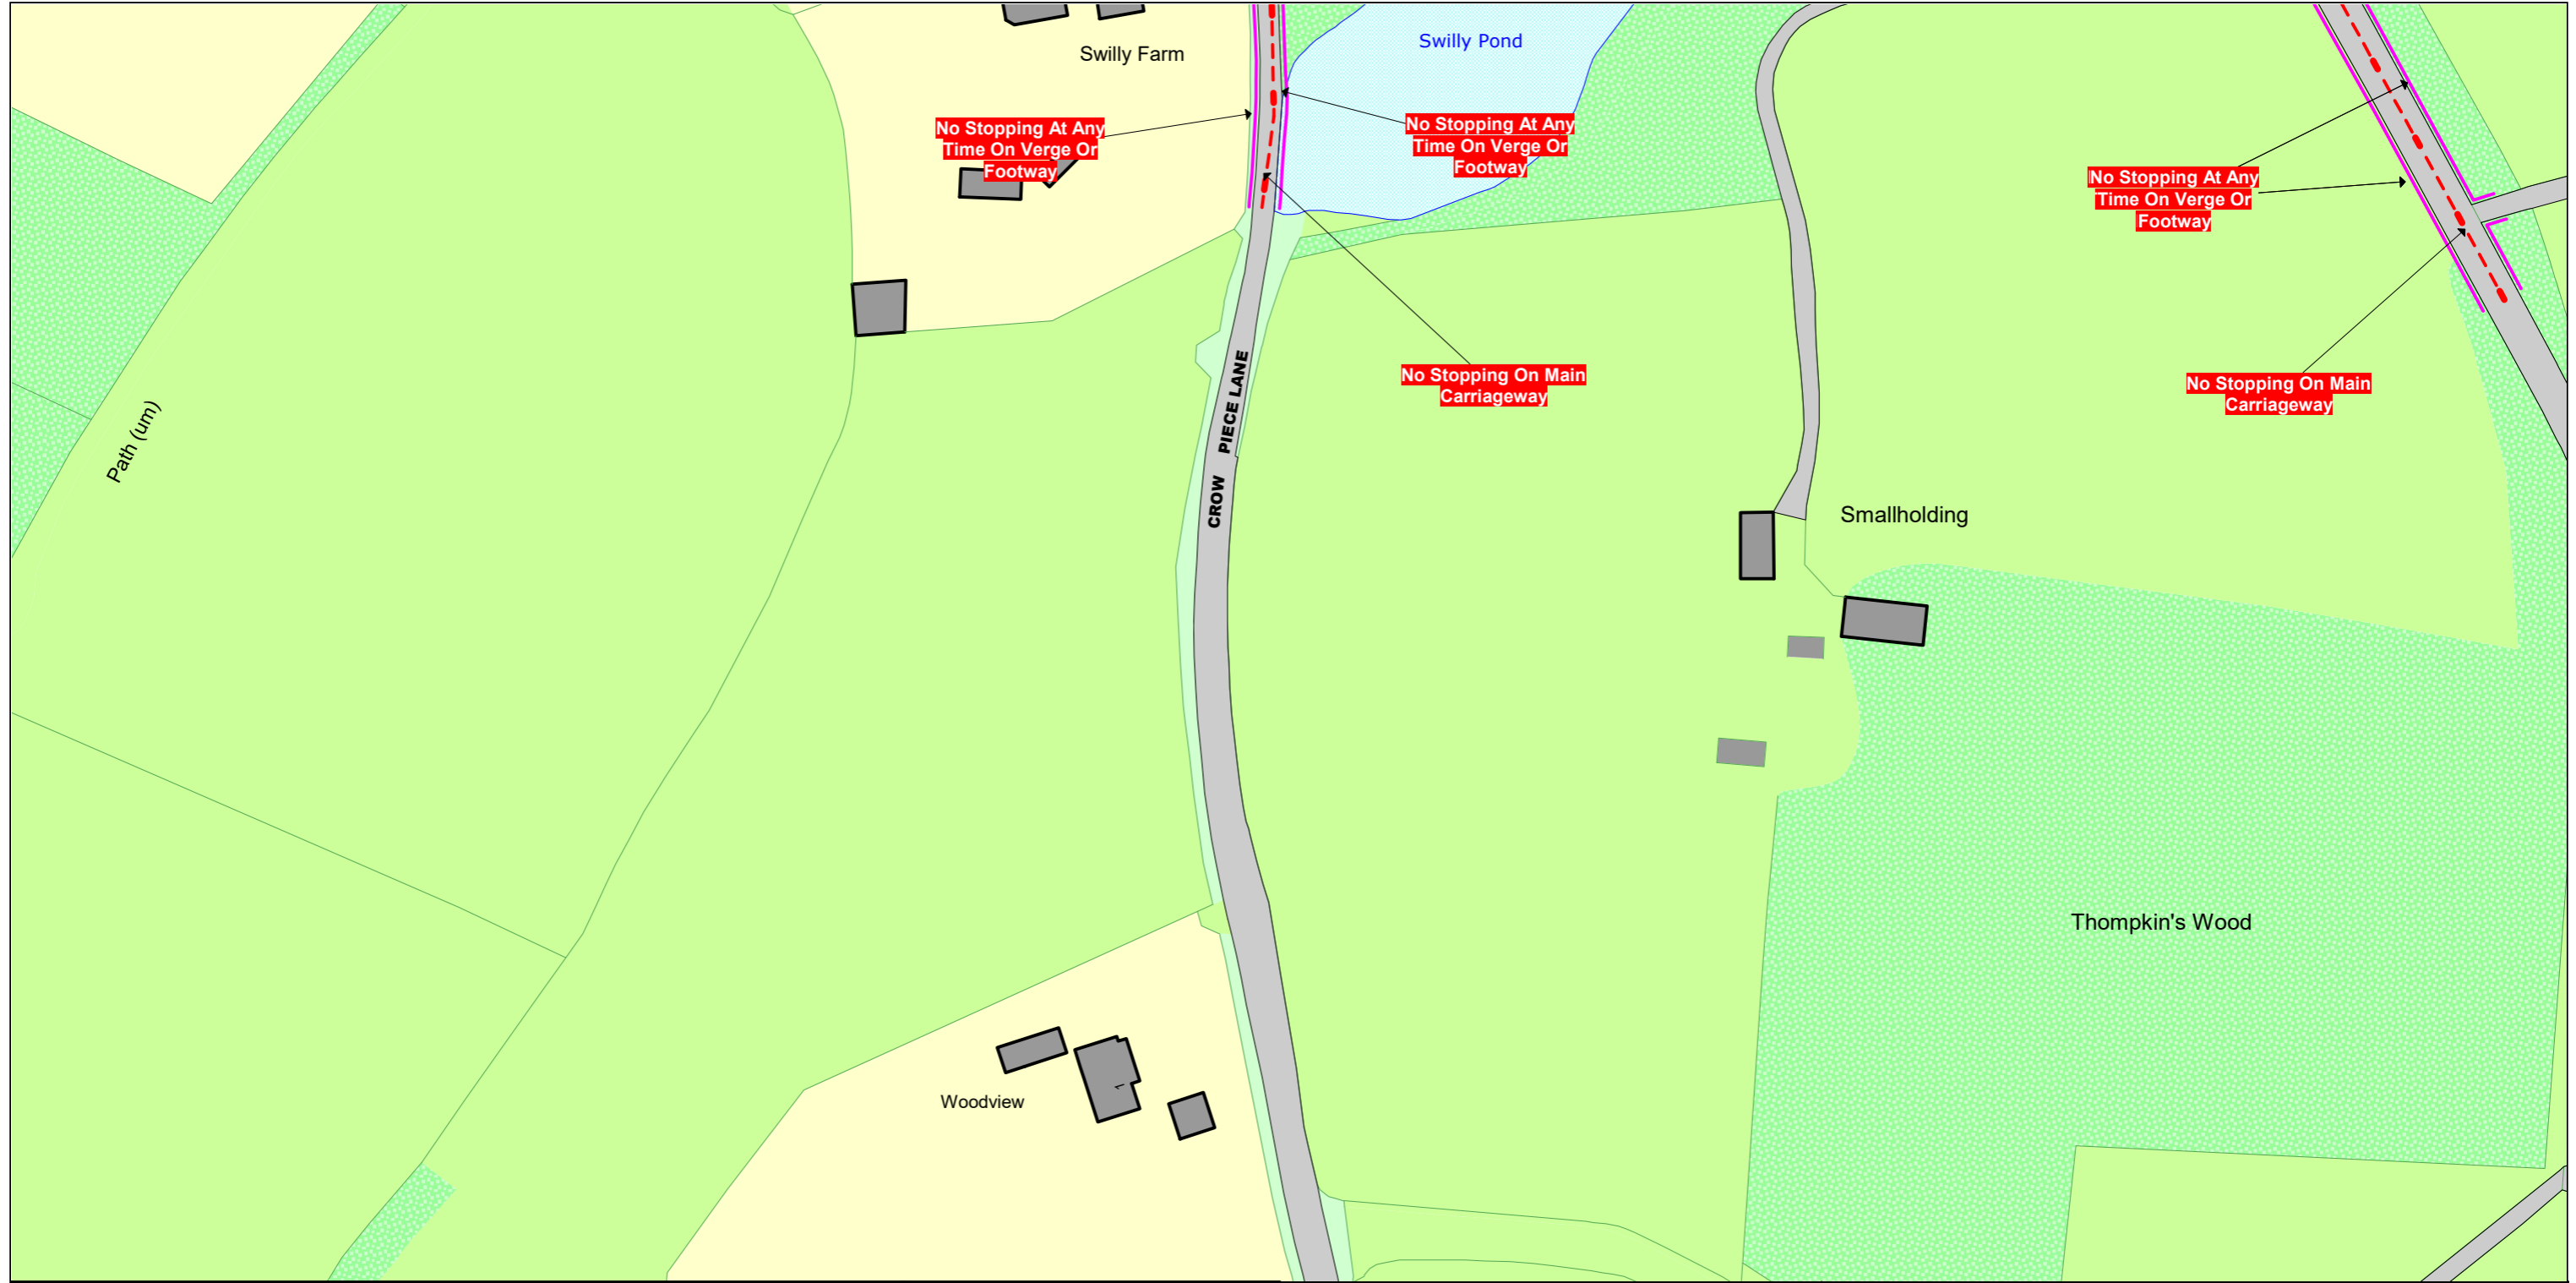 Swilly Farm
Swilly Pond
No Stopping At Any
Time On Verge Or
Footway
No Stopping At Any
Time On Verge Or
Footway
No Stopping At Any
Time On Verge Or
Footway
No Stopping On Main
Carriageway
No Stopping On Main
Carriageway
CROW PIECE LANE
Path (um)
Smallholding
Thompkin's Wood
Woodview
1